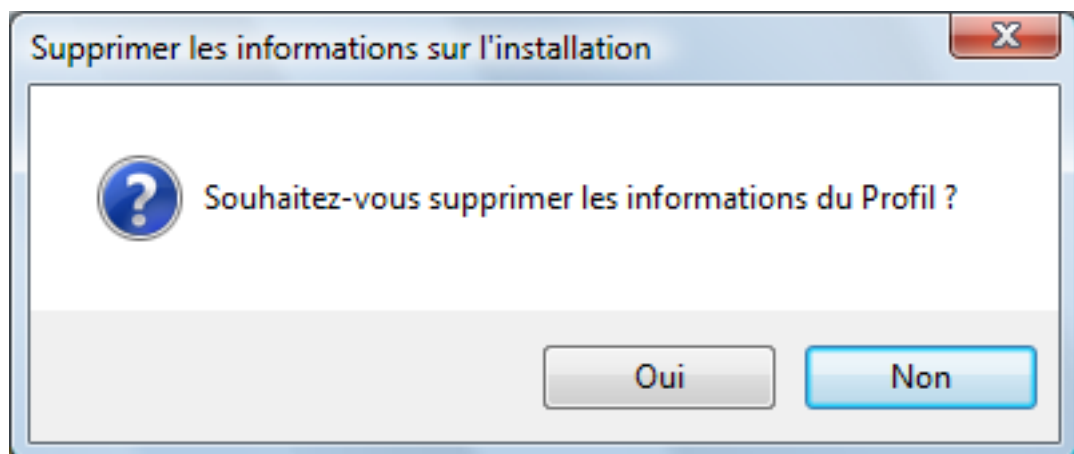 Supprimer les informations sur l'installation
Souhaitez-vous supprimer les informations du Profil ?
Oui
Non